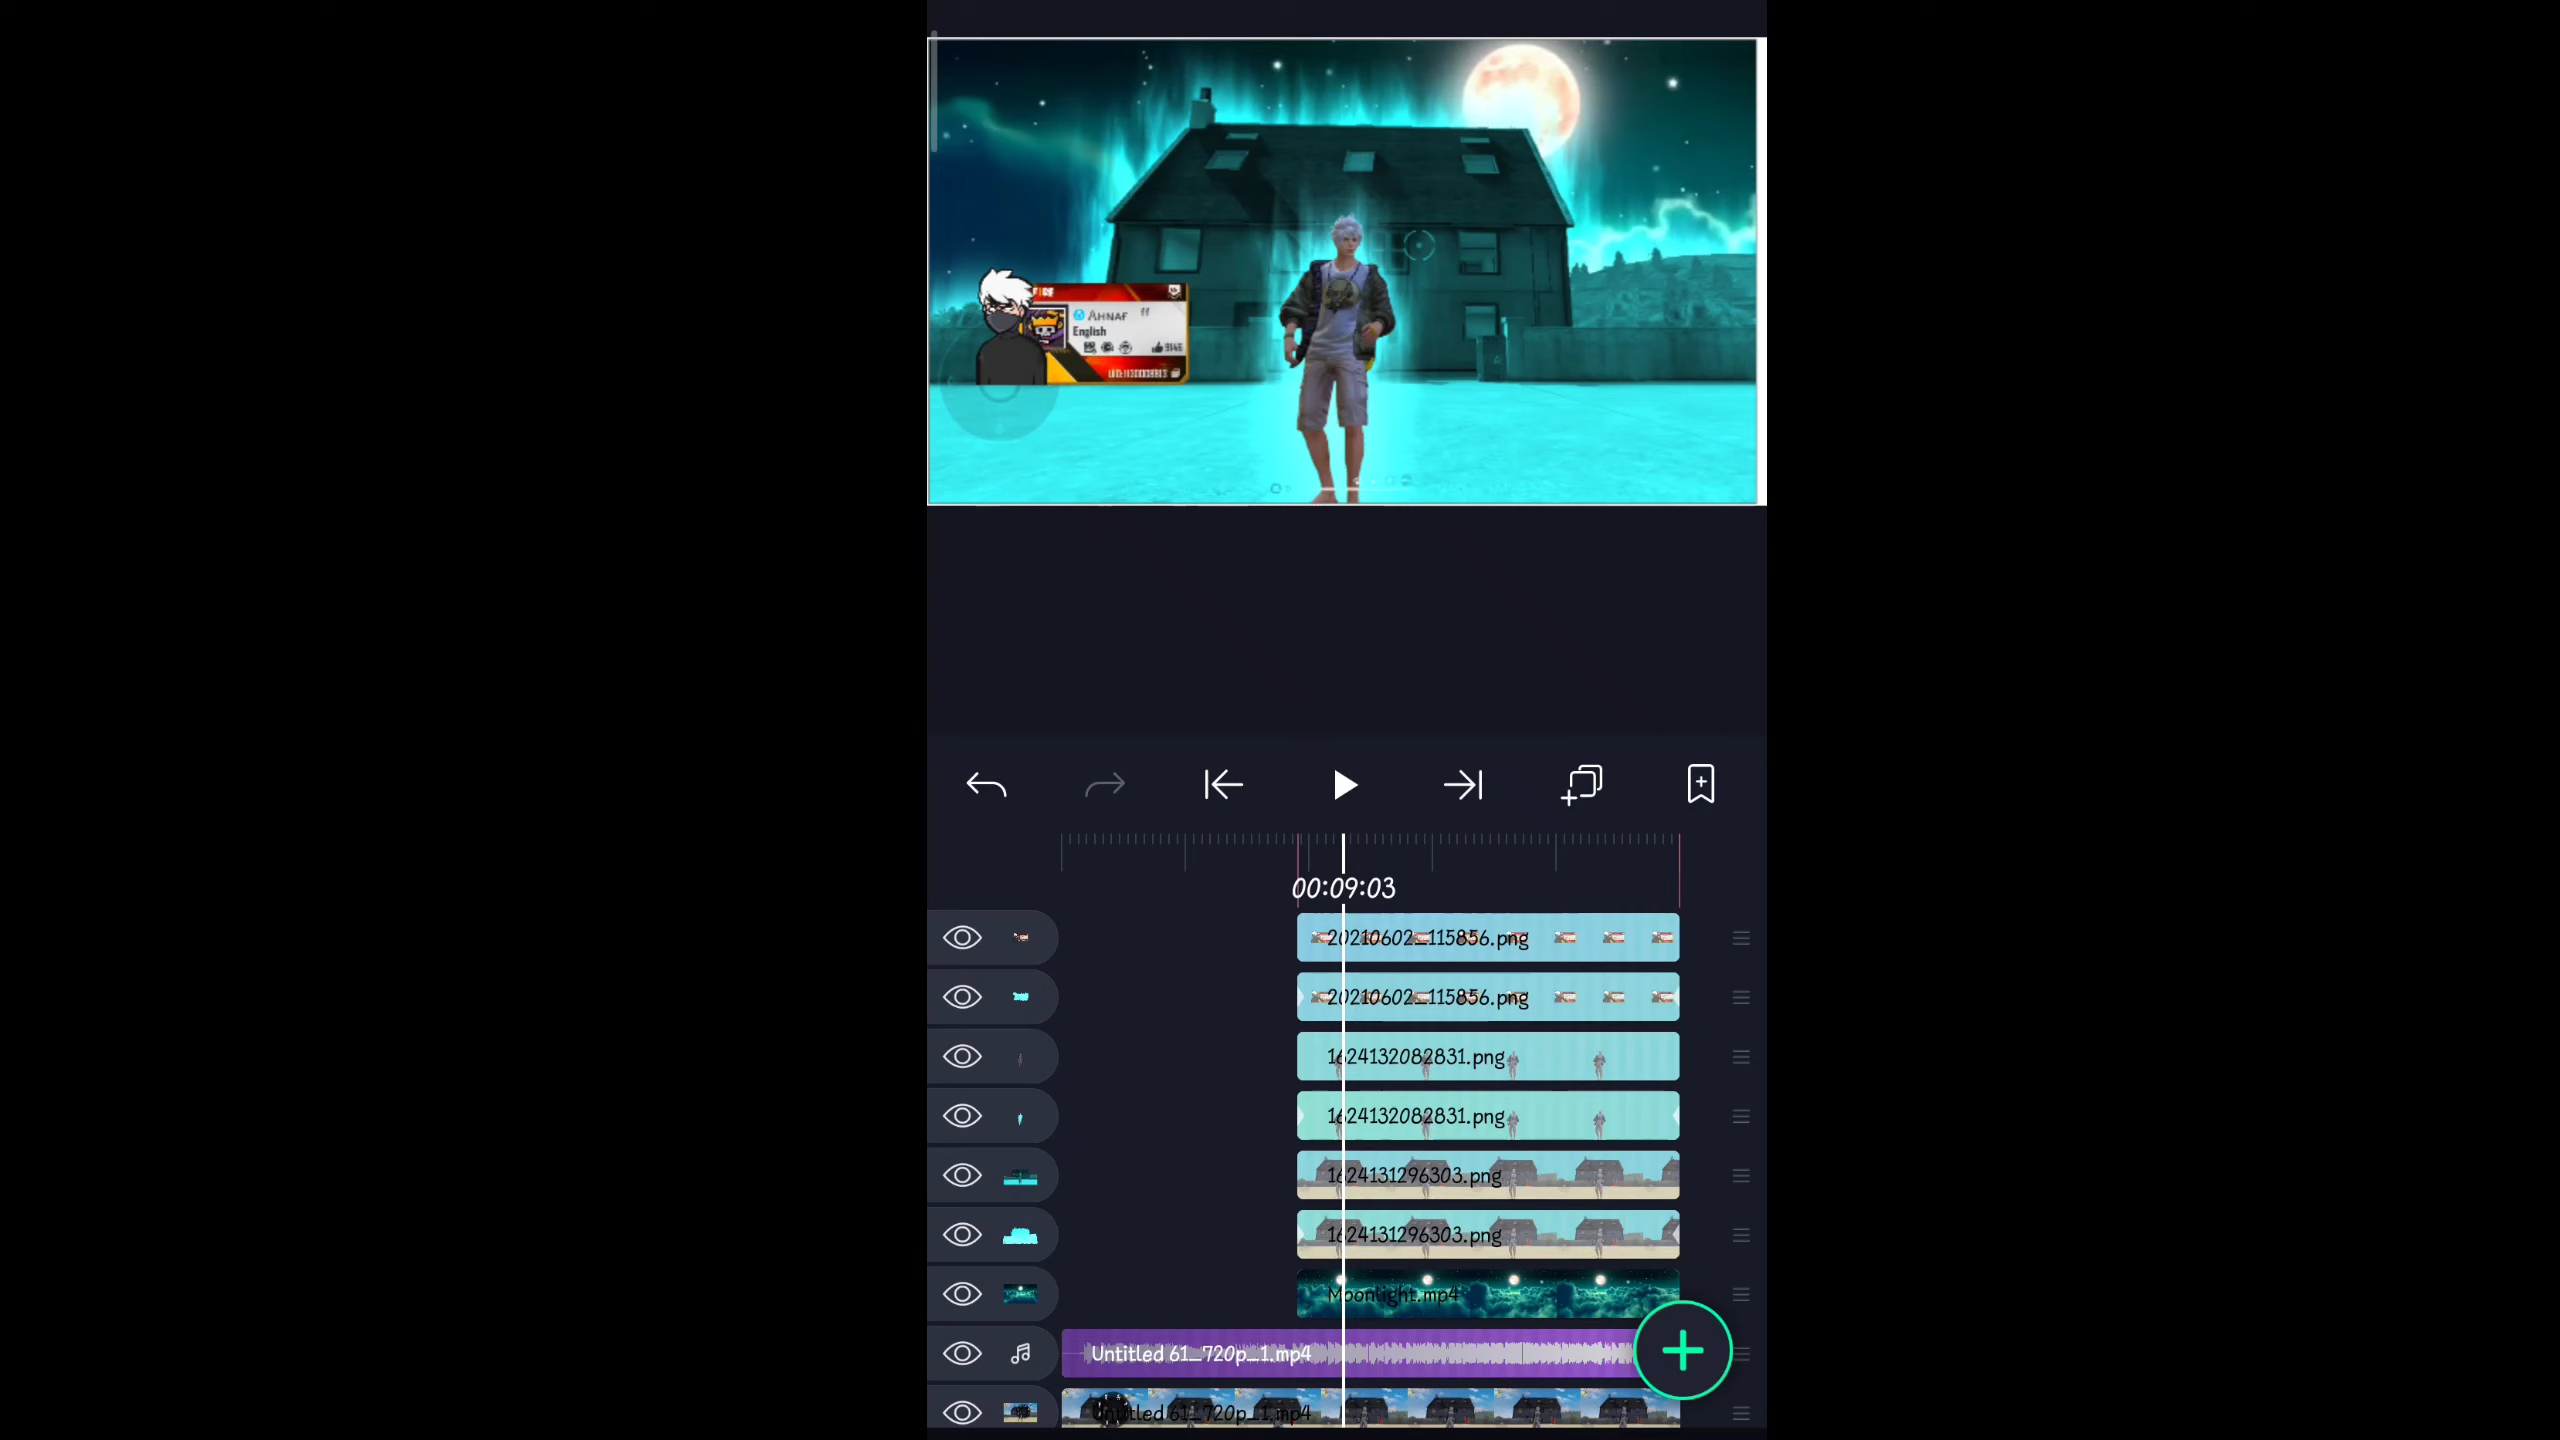 Ahnaf
English
9146
00:09:03
20210602_115856.png
20210602_115856.png
1624132082831.png
1624132082831.png
1624131296303.png
1624131296303.png
Moonlight.mp4
Untitled 61_720p_1.mp4
Untitled 61_720p_1.mp4